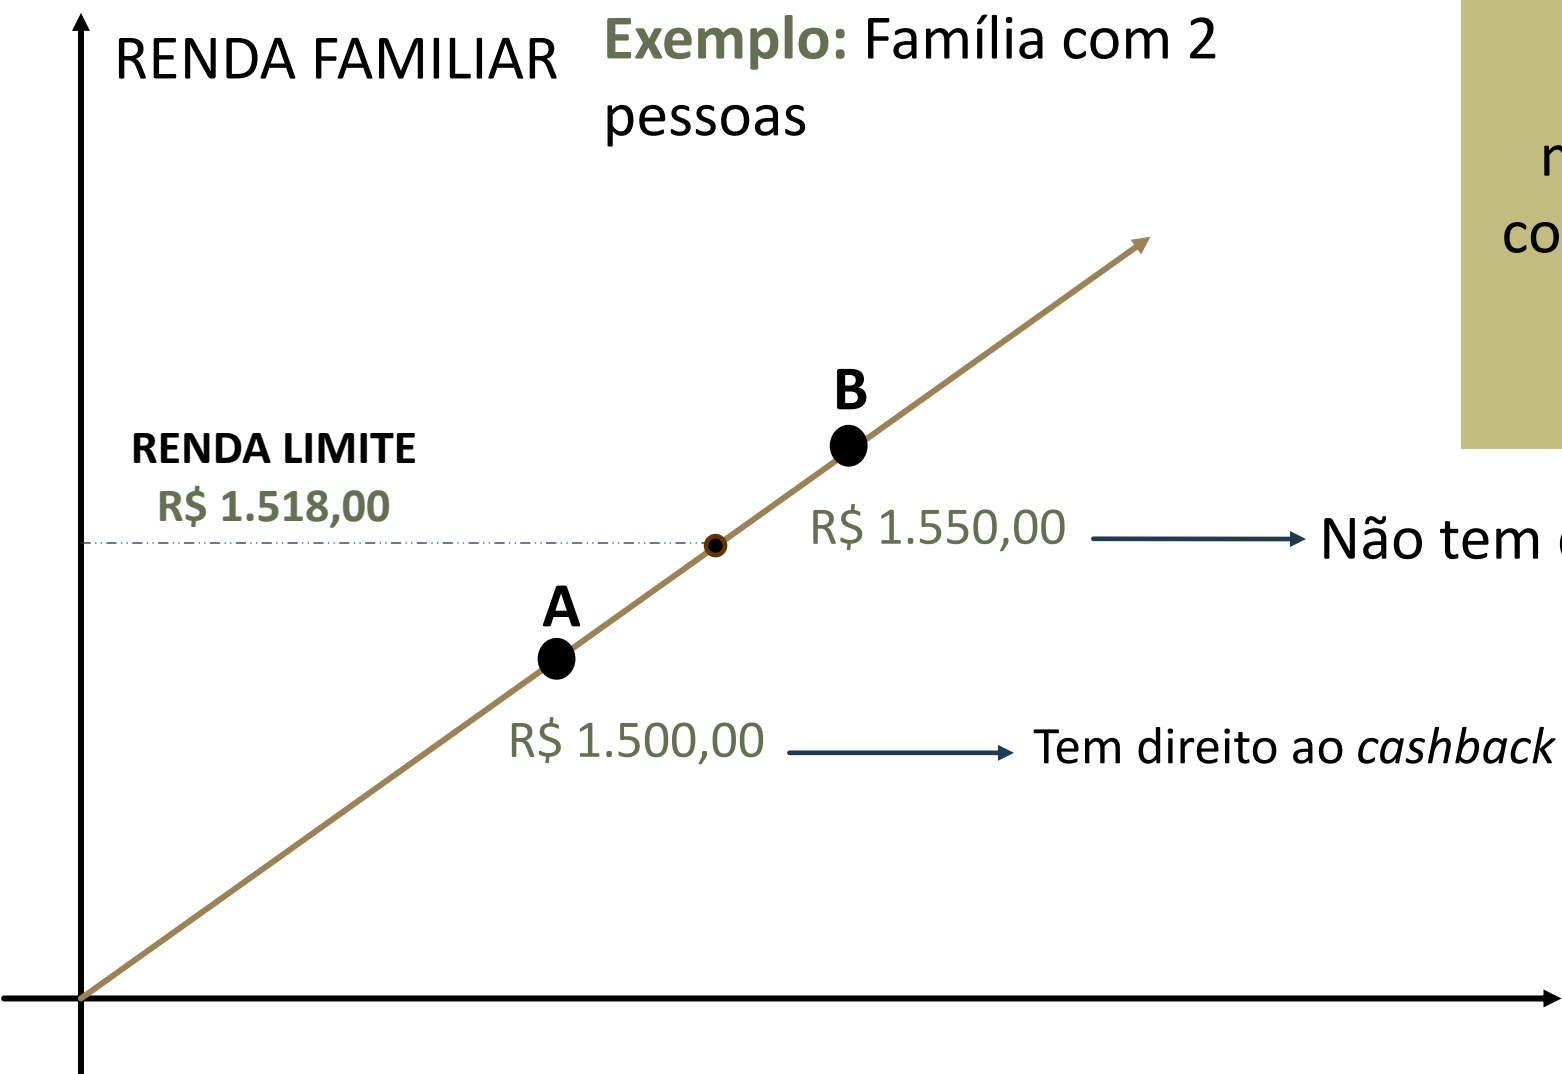 RENDA FAMILIAR
Exemplo: Família com 2
pessoas
B
RENDA LIMITE
R$ 1.518,00
R$ 1.550,00
Não tem
A
R$ 1.500,00
Tem direito ao cashback